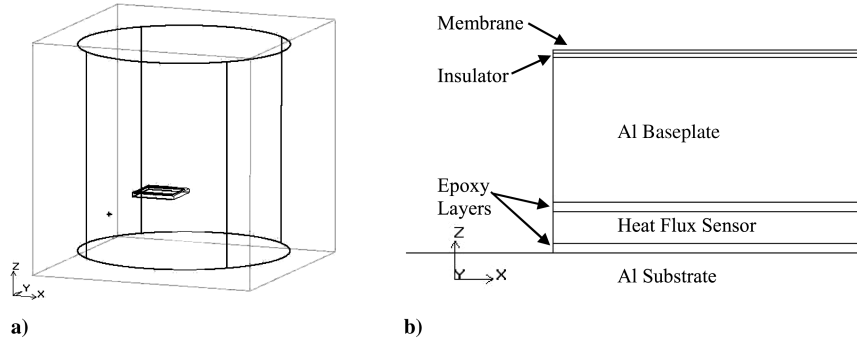 Z
Y
X
a)
Membrane
Insulator
Al Baseplate
Epoxy
Layers
Heat Flux Sensor
Z
Y
X
Al Substrate
b)